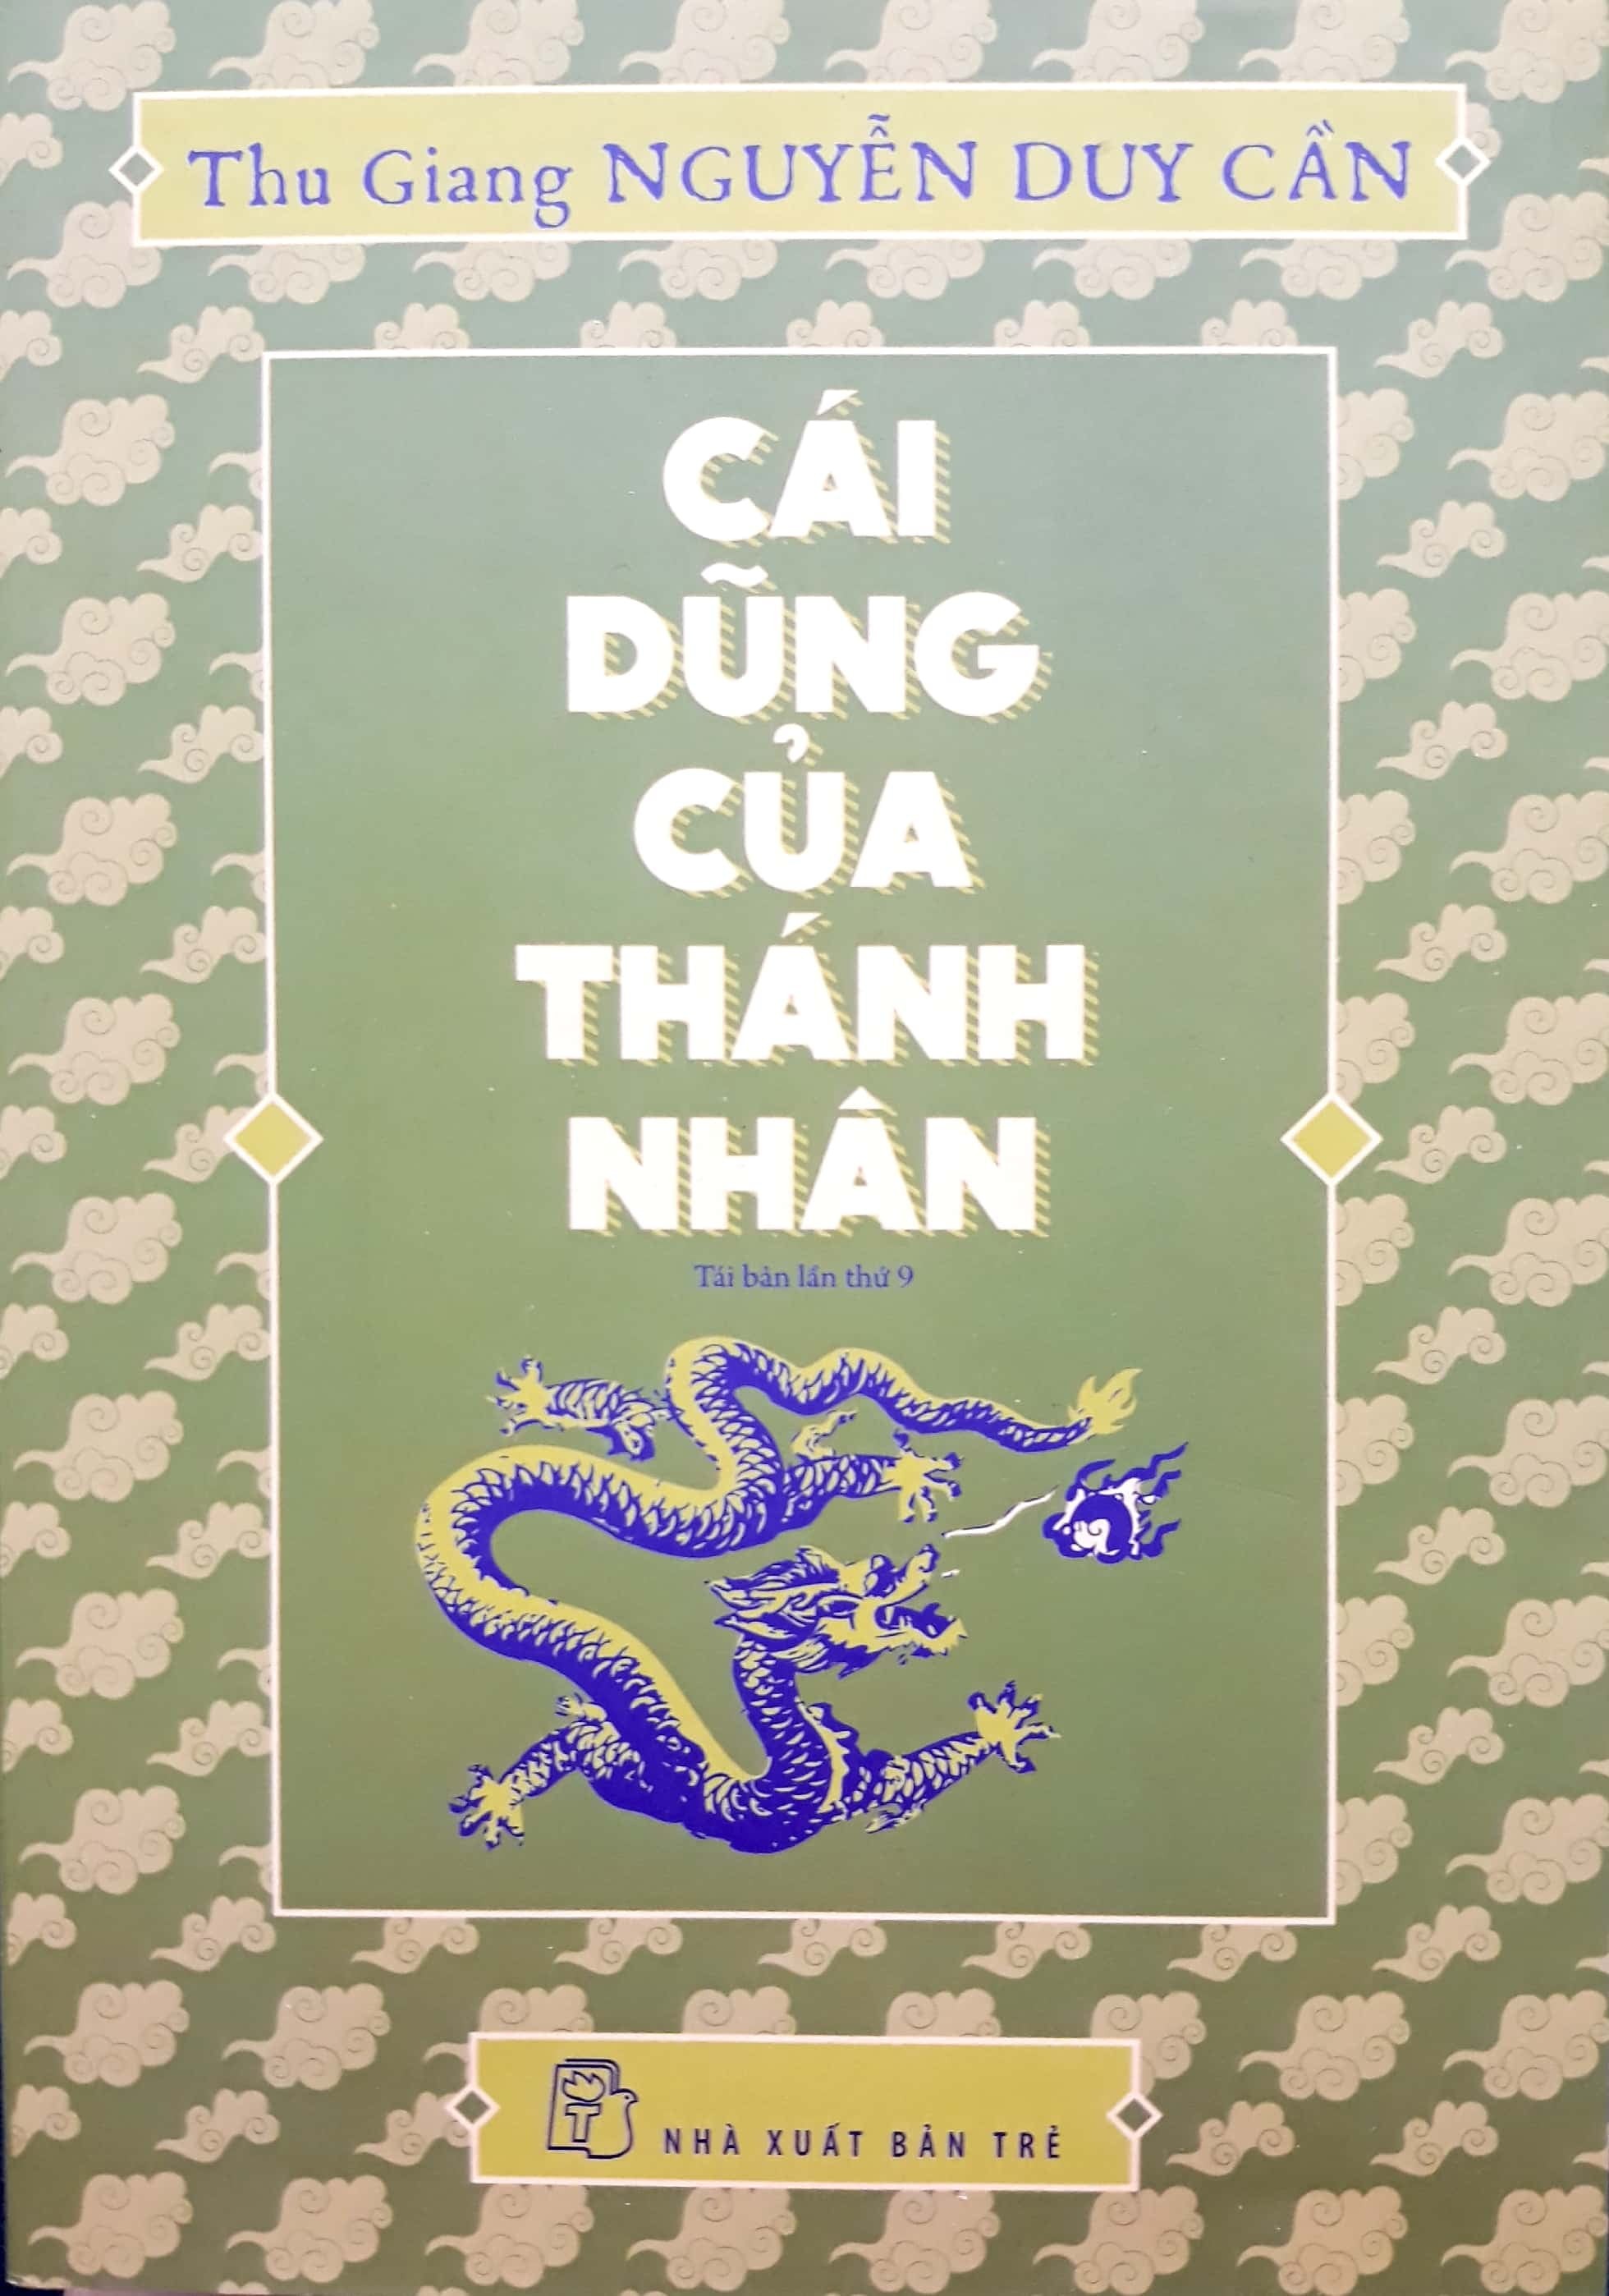 Thu Giang NGUYỄN DUY CẦN
CÁI
DŨNG
CỦA
THÁNH
NHÂN
Tái bản lần thứ 9
NHÀ XUẤT BẢN TRẺ